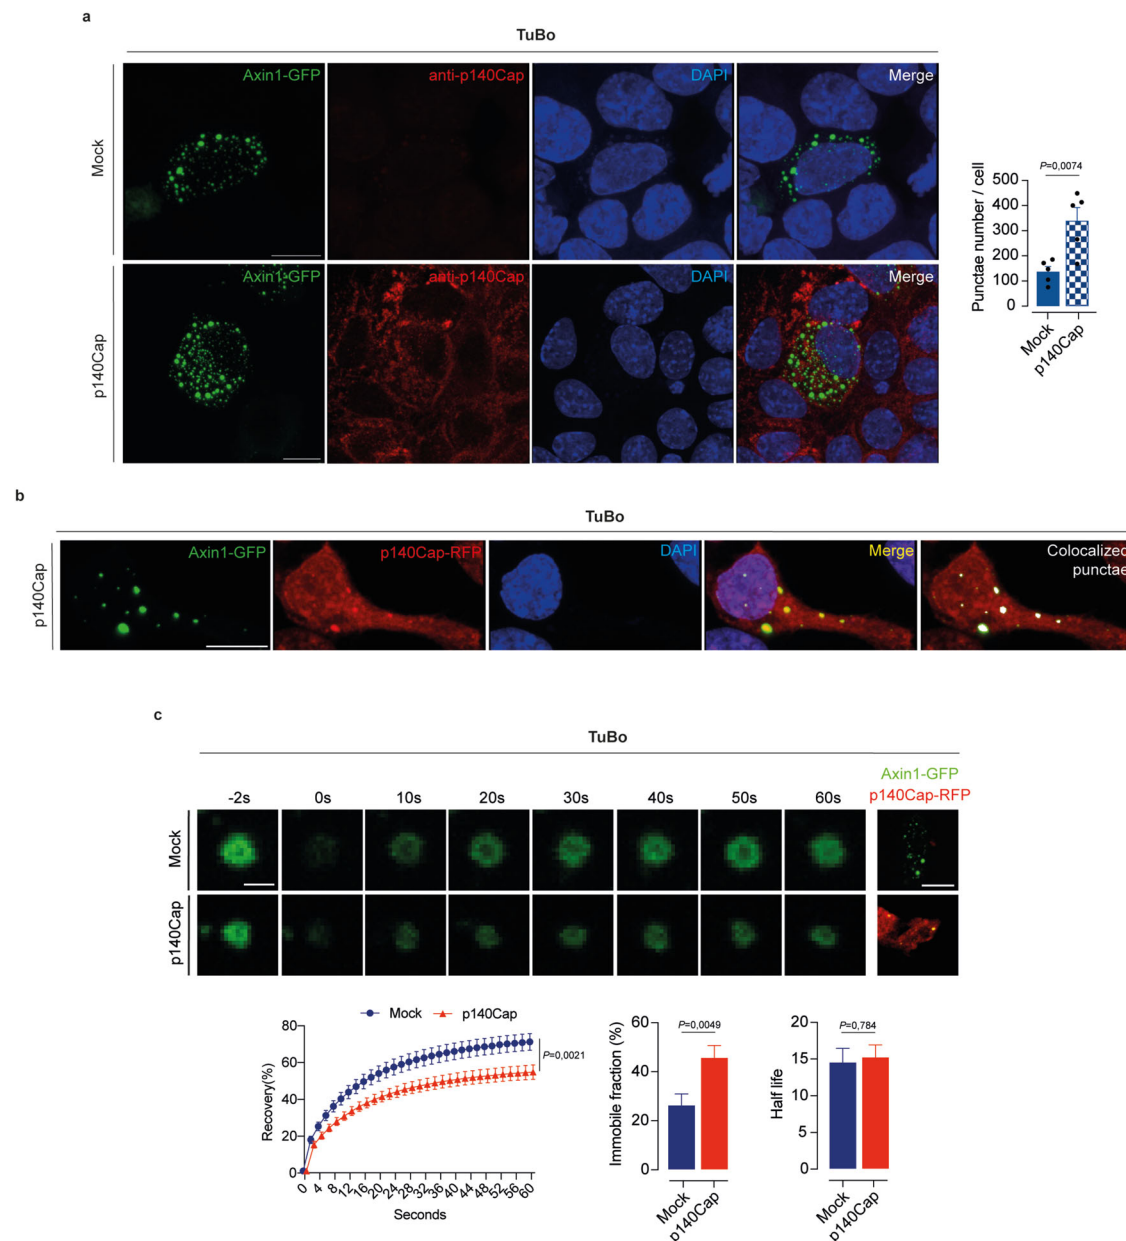 a
TuBo
Mock
Axin1-GFP
anti-p140Cap
DAPI
Merge
p140Cap
Axin1-GFP
anti-p140Cap
DAPI
Merge
Punctae number / cell
P=0,0074
500
400
300
200
100
0
Mock
p140Cap
b
TuBo
p140Cap
Axin1-GFP
p140Cap-RFP
DAPI
Merge
Colocalized
punctae
c
TuBo
-2s
0s
10s
20s
30s
40s
50s
60s
Axin1-GFP
p140Cap-RFP
Mock
p140Cap
Mock
p140Cap
Recovery(%)
80
60
40
20
0
P=0,0021
0 4 8 12 16 20 24 28 32 36 40 44 48 52 56 60
Seconds
Immobile fraction (%)
P=0,0049
60
40
20
0
Mock
p140Cap
Half life
P=0,784
20
15
10
5
0
Mock
p140Cap